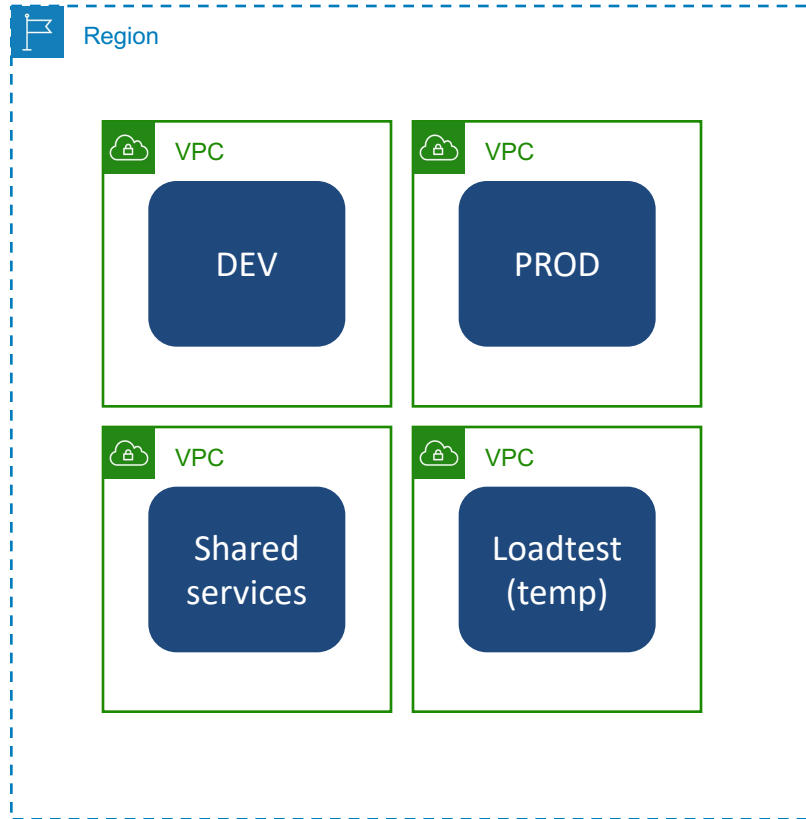 Region
VPC
DEV
VPC
PROD
VPC
Shared
services
VPC
Loadtest
(temp)